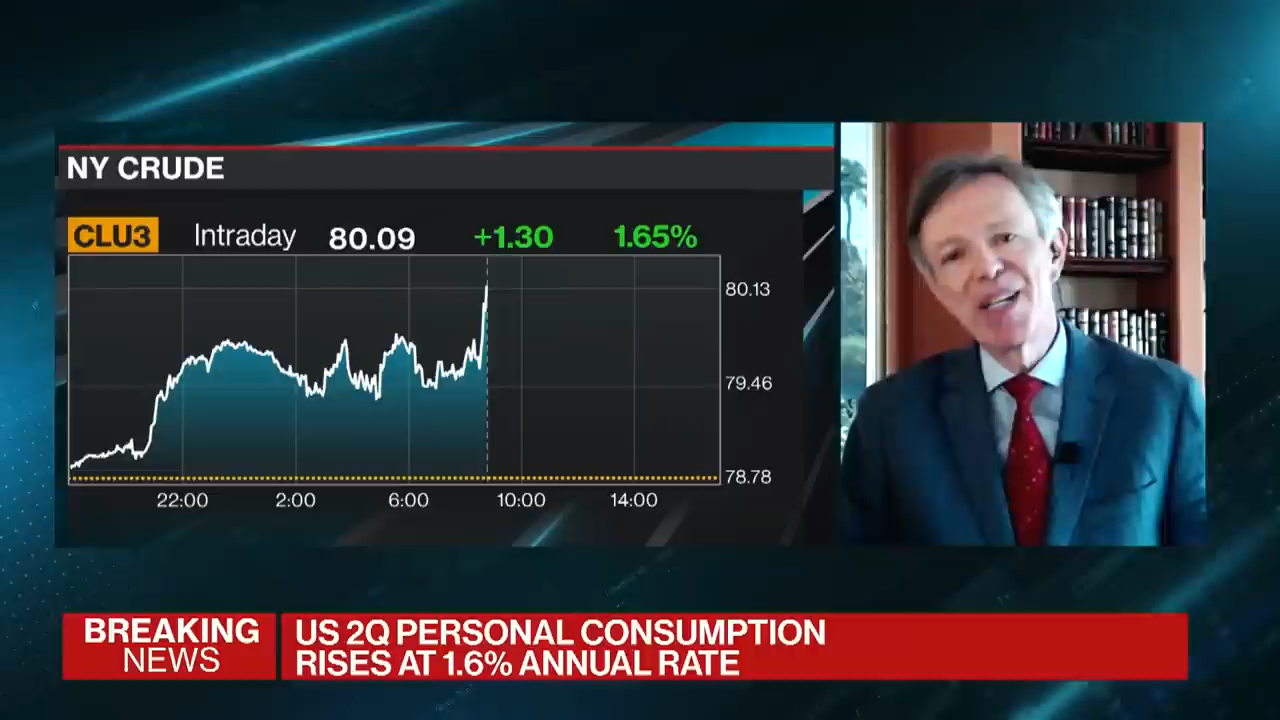 NY CRUDE
CLU3 Intraday 80.09 +1.30 1.65%
80.13
79.46
78.78
22:00 2:00 6:00 10:00 14:00
BREAKING
NEWS
US 2Q PERSONAL CONSUMPTION
RISES AT 1.6% ANNUAL RATE